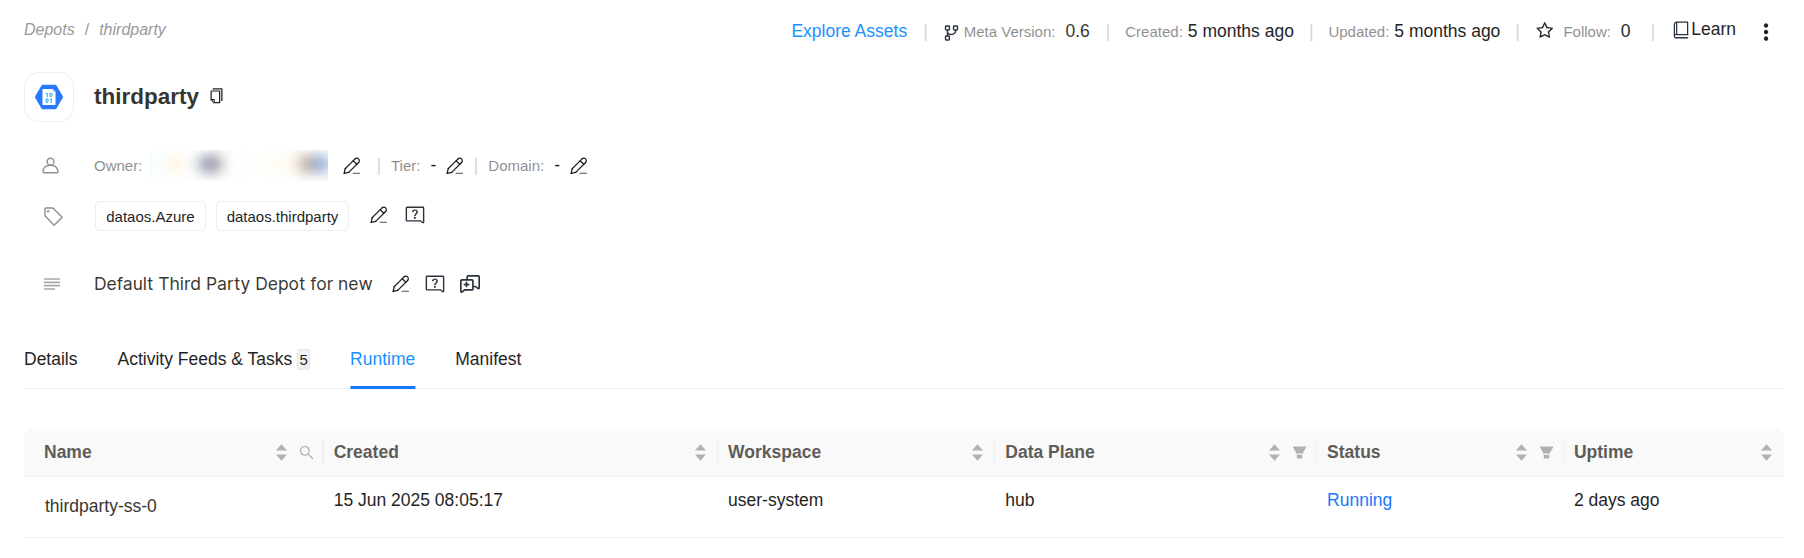 Depots / thirdparty
Explore Assets | Meta Version: 0.6 | Created: 5 months ago | Updated: 5 months ago | Follow: 0 | Learn
thirdparty
Owner: | Tier: - | Domain: -
dataos.Azure dataos.thirdparty
Default Third Party Depot for new
Details Activity Feeds & Tasks 5 Runtime Manifest
Name Created Workspace Data Plane Status Uptime
thirdparty-ss-0 15 Jun 2025 08:05:17 user-system hub Running 2 days ago